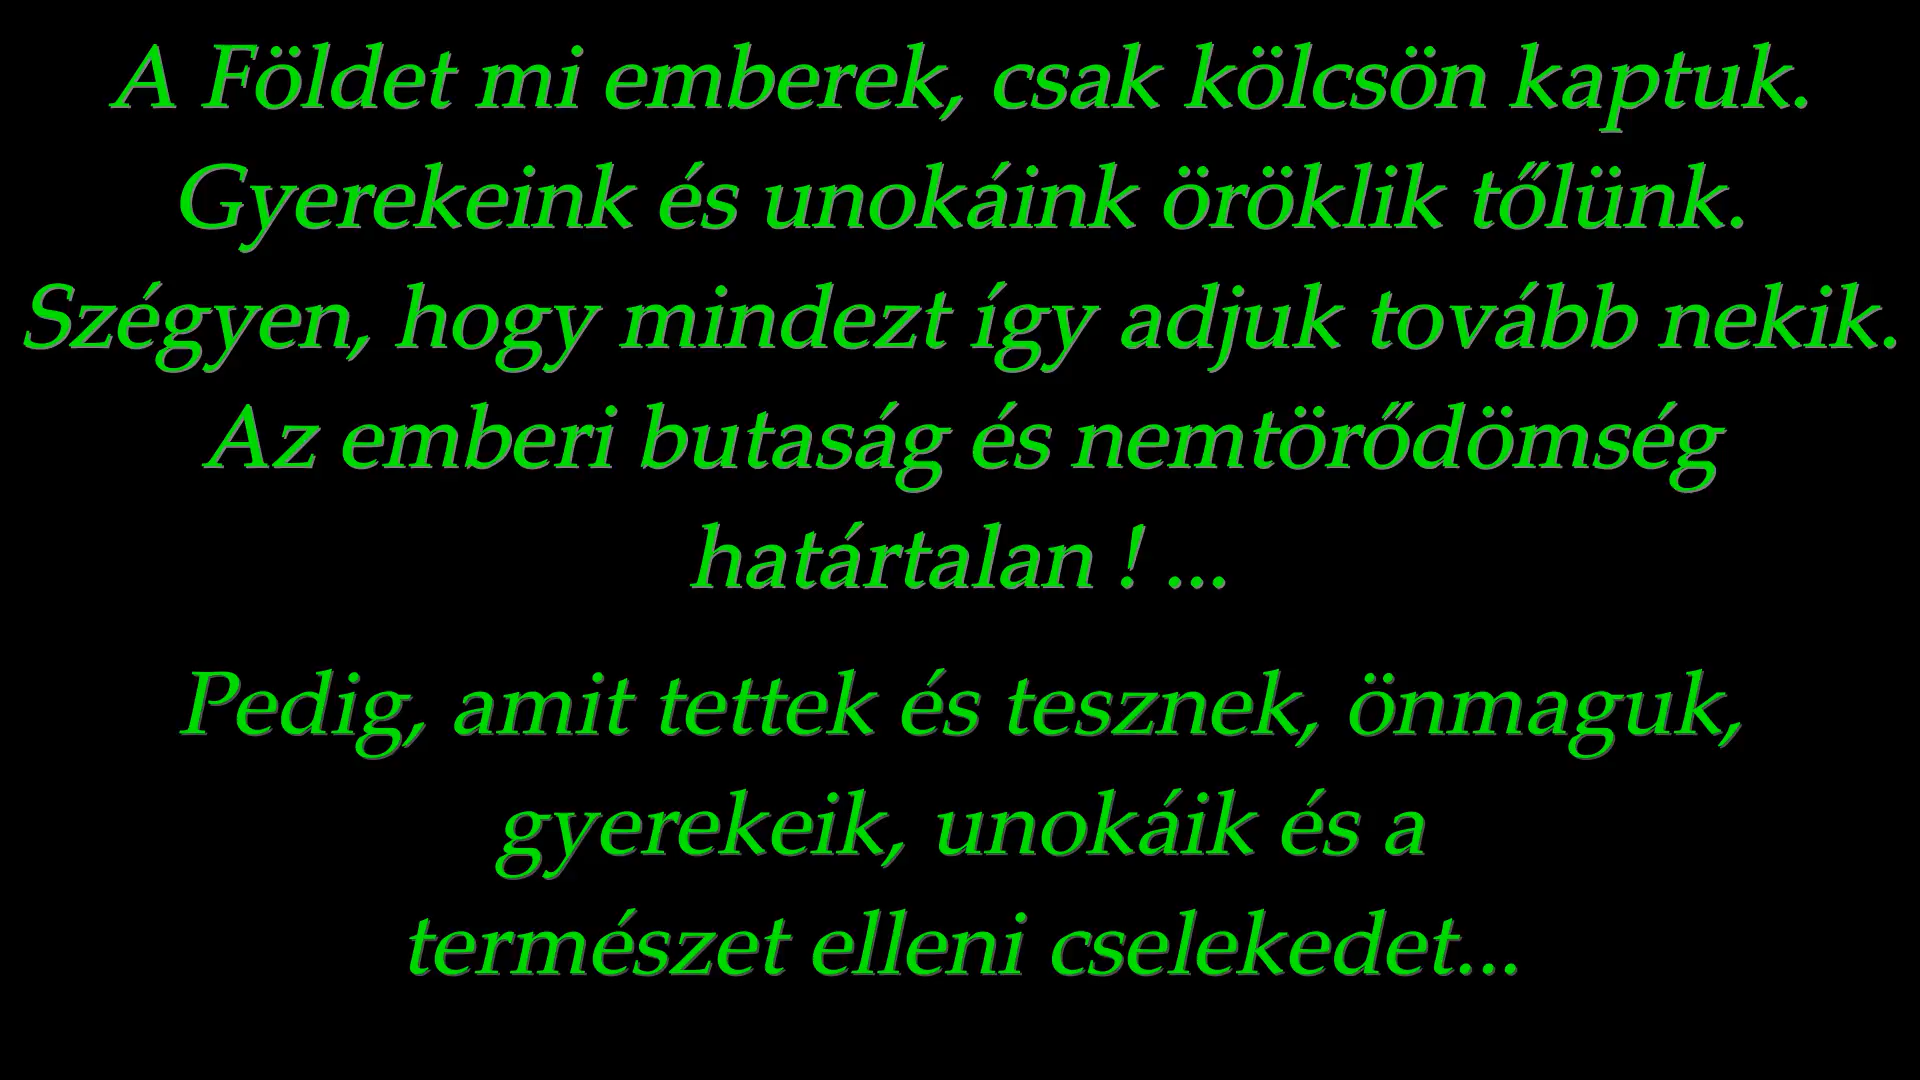 A Földet mi emberek, csak kölcsön kaptuk.
Gyerekeink és unokáink öröklik tőlünk.
Szégyen, hogy mindezt így adjuk tovább nekik.
Az emberi butaság és nemtörődömség
határtalan ! ...
Pedig, amit tettek és tesznek, önmaguk,
gyerekeik, unokáik és a
természet elleni cselekedet...